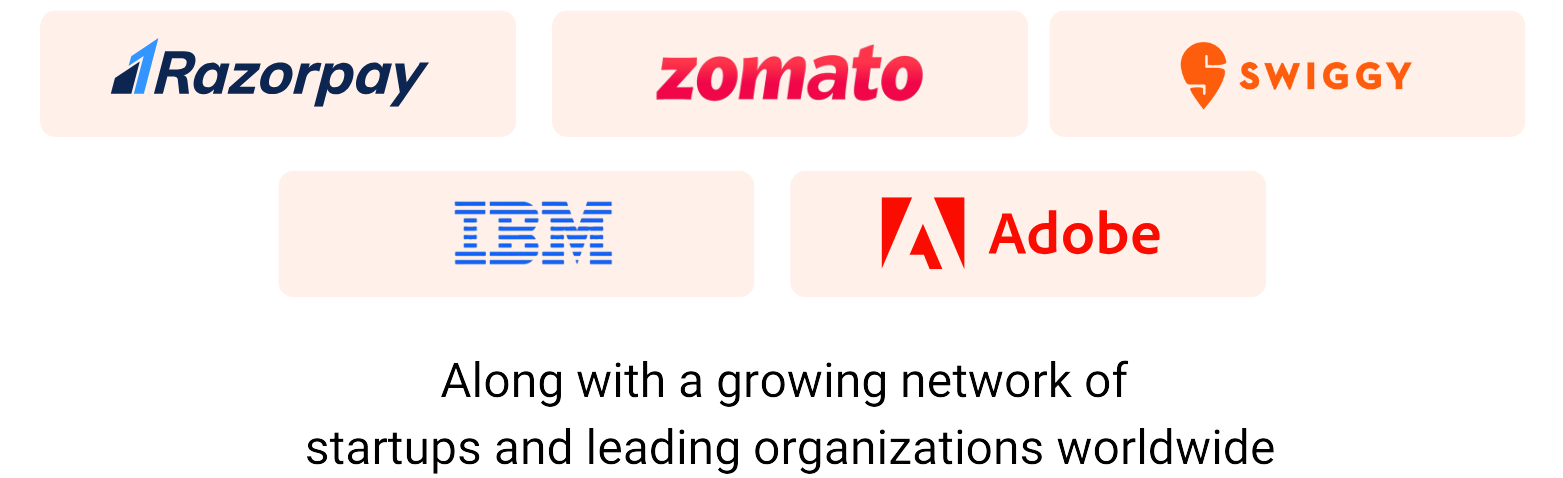 Razorpay
zomato
SWIGGY
IBM
Adobe
Along with a growing network of
startups and leading organizations worldwide